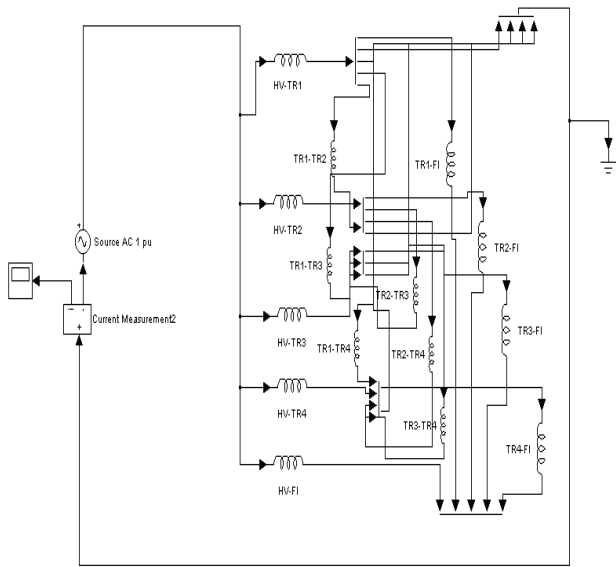 HV-TR1
TR1-TR2
TR1-FI
HV-TR2
+
Source AC 1 pu
TR2-FI
TR1-TR3
TR2-TR3
Current Measurement2
+
-
HV-TR3
TR3-FI
TR1-TR4
TR2-TR4
HV-TR4
TR3-TR4
TR4-FI
HV-FI